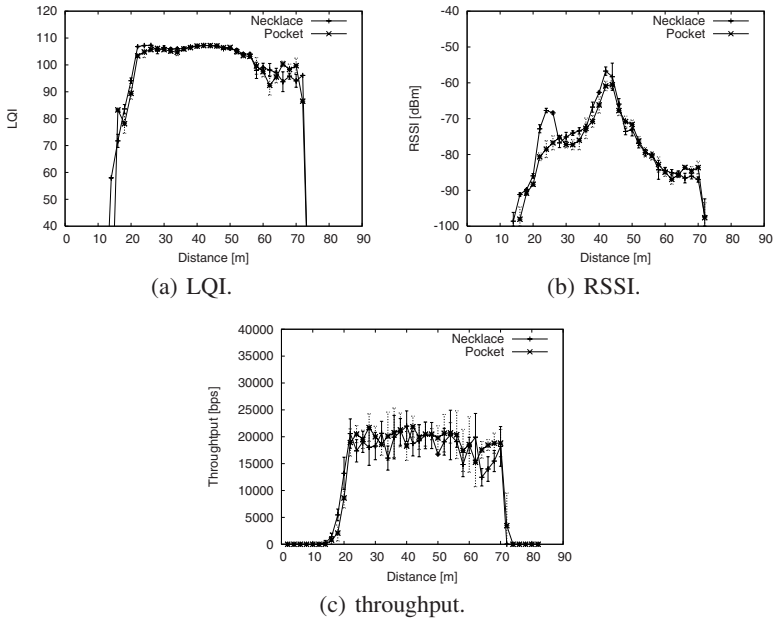 Necklace
Pocket
LQI
120
110
100
90
80
70
60
50
40
0 10 20 30 40 50 60 70 80 90
Distance [m]
(a) LQI.
Necklace
Pocket
RSSI [dBm]
-40
-50
-60
-70
-80
-90
-100
0 10 20 30 40 50 60 70 80 90
Distance [m]
(b) RSSI.
Necklace
Pocket
Throughtput [bps]
40000
35000
30000
25000
20000
15000
10000
5000
0
0 10 20 30 40 50 60 70 80 90
Distance [m]
(c) throughput.